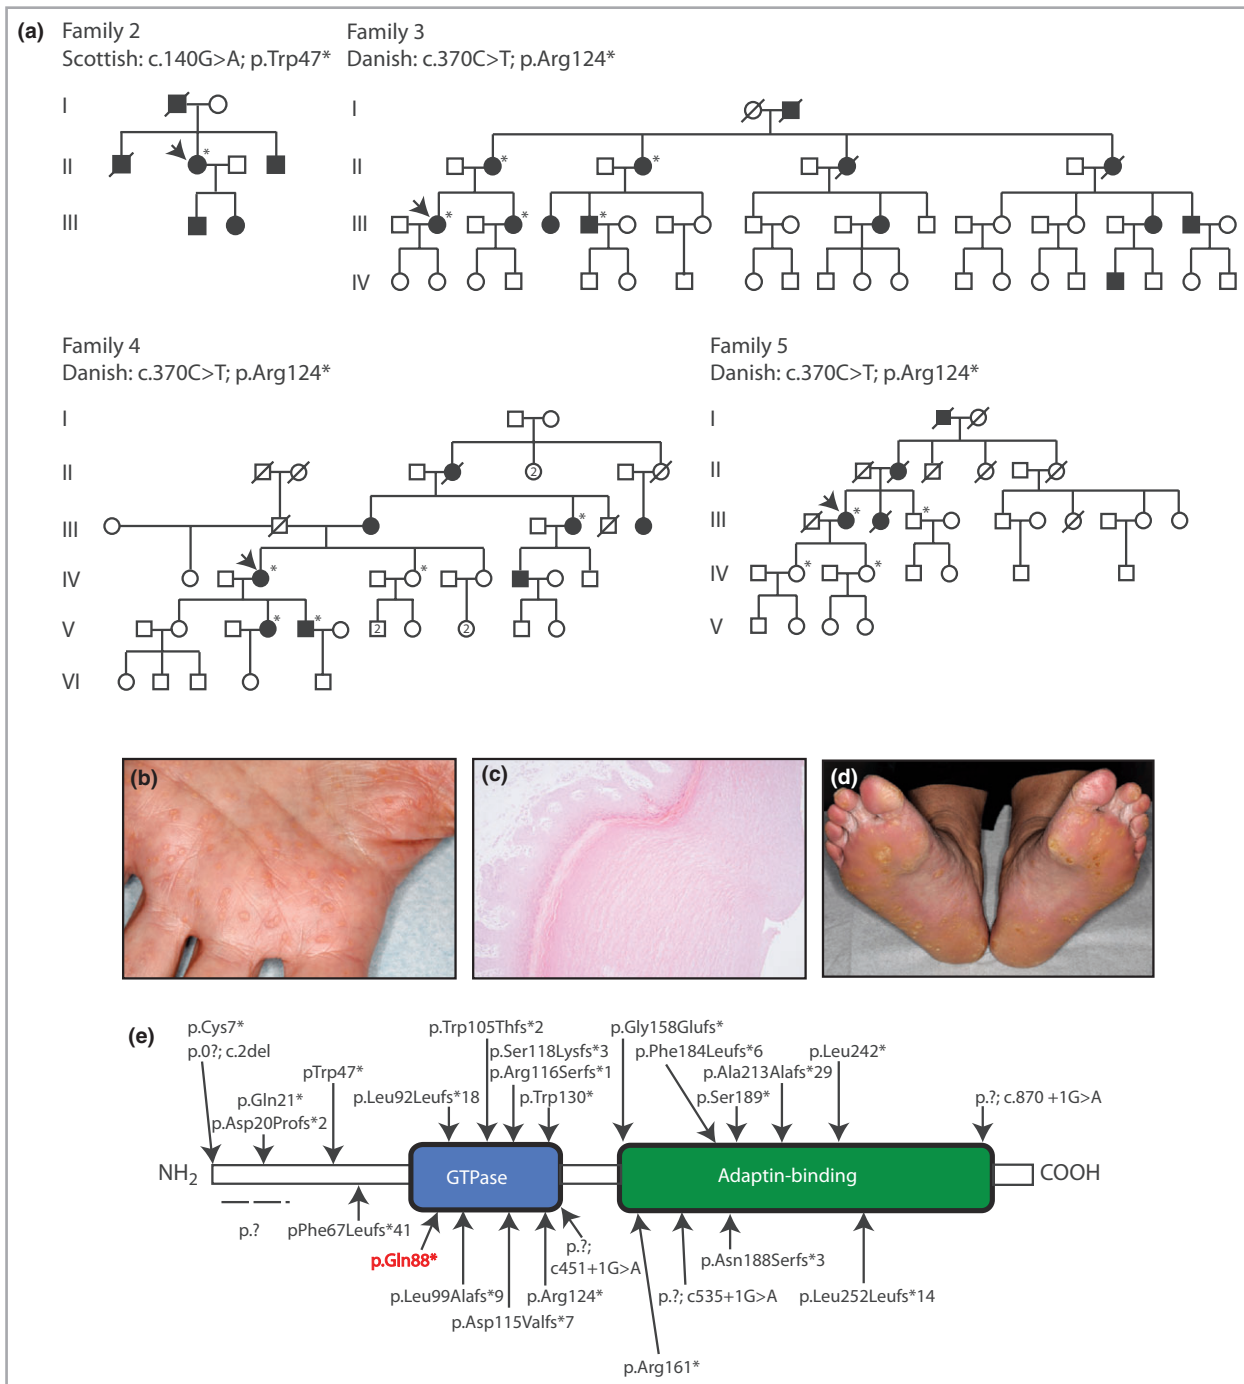 (a)
Family 2
Scottish: c.140G>A; p.Trp47*
Family 3
Danish: c.370C>T; p.Arg124*
I
II
*
III
I
II
* *
III
* * *
IV
Family 4
Danish: c.370C>T; p.Arg124*
I
II
2
III
*
IV
* *
V
* * 2 2
VI
Family 5
Danish: c.370C>T; p.Arg124*
I
II
III
* *
IV
* *
V
(b)
(c)
(d)
(e)
p.Cys7*
p.0?; c.2del
p.Gln21*
p.Asp20Profs*2
pTrp47*
p.Leu92Leufs*18
p.Trp105Thfs*2
p.Ser118Lysfs*3
p.Arg116Serfs*1
p.Trp130*
p.Gly158Glufs*
p.Phe184Leufs*6
p.Ala213Alafs*29
p.Ser189*
p.Leu242*
p.?; c.870 +1G>A
NH2
GTPase
Adaptin-binding
COOH
p.?
pPhe67Leufs*41
p.Gln88*
p.Leu99Alafs*9
p.Asp115Valfs*7
p.Arg124*
p.?;
c451+1G>A
p.Arg161*
p.?; c535+1G>A
p.Asn188Serfs*3
p.Leu252Leufs*14